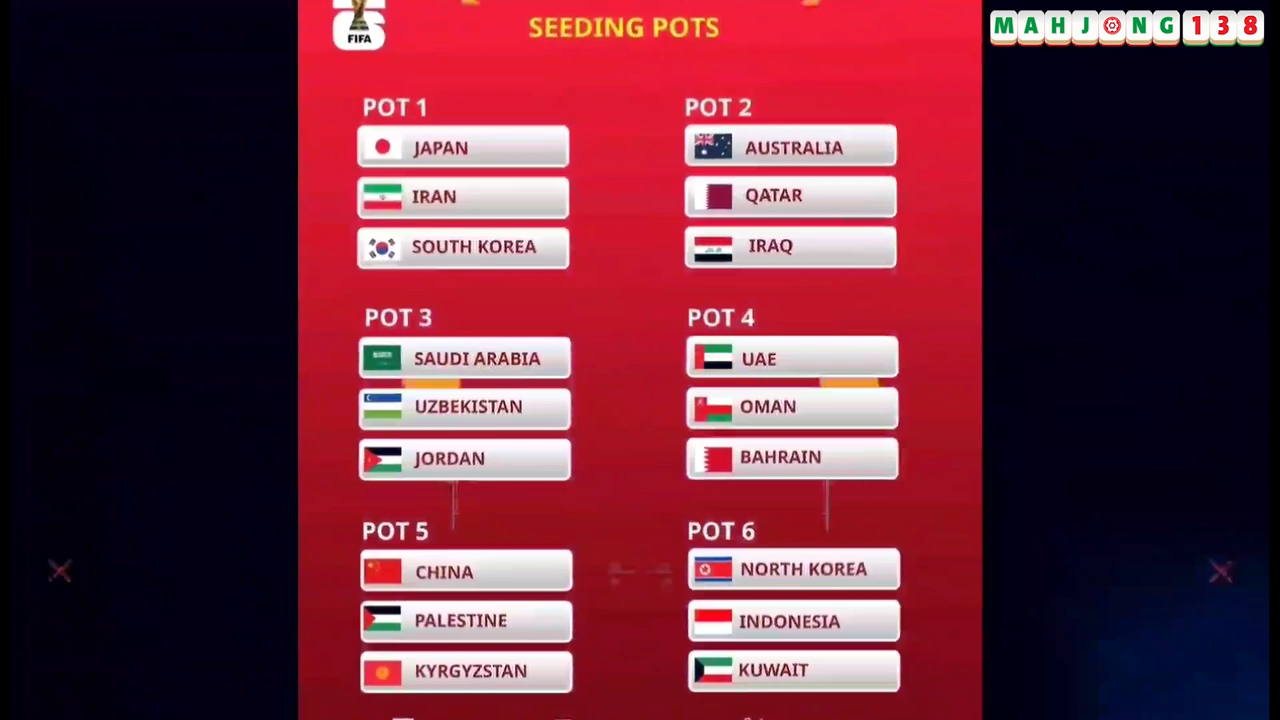 FIFA
SEEDING POTS
MAHJONG138
POT 1
JAPAN
IRAN
SOUTH KOREA
POT 2
AUSTRALIA
QATAR
IRAQ
POT 3
SAUDI ARABIA
UZBEKISTAN
JORDAN
POT 4
UAE
OMAN
BAHRAIN
POT 5
CHINA
PALESTINE
KYRGYZSTAN
POT 6
NORTH KOREA
INDONESIA
KUWAIT